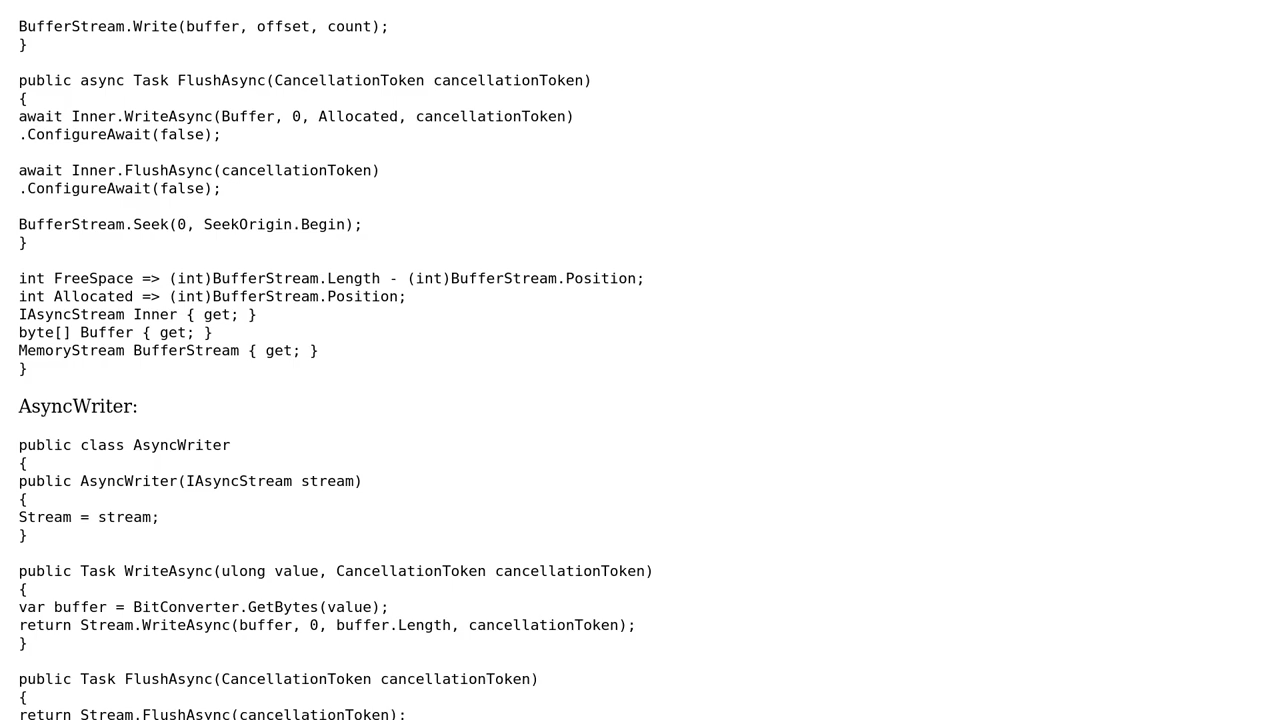 BufferStream.Write(buffer, offset, count);
}
public async Task FlushAsync(CancellationToken cancellationToken)
{
await Inner.WriteAsync(Buffer, 0, Allocated, cancellationToken)
.ConfigureAwait(false);
await Inner.FlushAsync(cancellationToken)
.ConfigureAwait(false);
BufferStream.Seek(0, SeekOrigin.Begin);
}
int FreeSpace => (int)BufferStream.Length - (int)BufferStream.Position;
int Allocated => (int)BufferStream.Position;
IAsyncStream Inner { get; }
byte[] Buffer { get; }
MemoryStream BufferStream { get; }
}
AsyncWriter:
public class AsyncWriter
{
public AsyncWriter(IAsyncStream stream)
{
Stream = stream;
}
public Task WriteAsync(ulong value, CancellationToken cancellationToken)
{
var buffer = BitConverter.GetBytes(value);
return Stream.WriteAsync(buffer, 0, buffer.Length, cancellationToken);
}
public Task FlushAsync(CancellationToken cancellationToken)
{
return Stream.FlushAsync(cancellationToken);